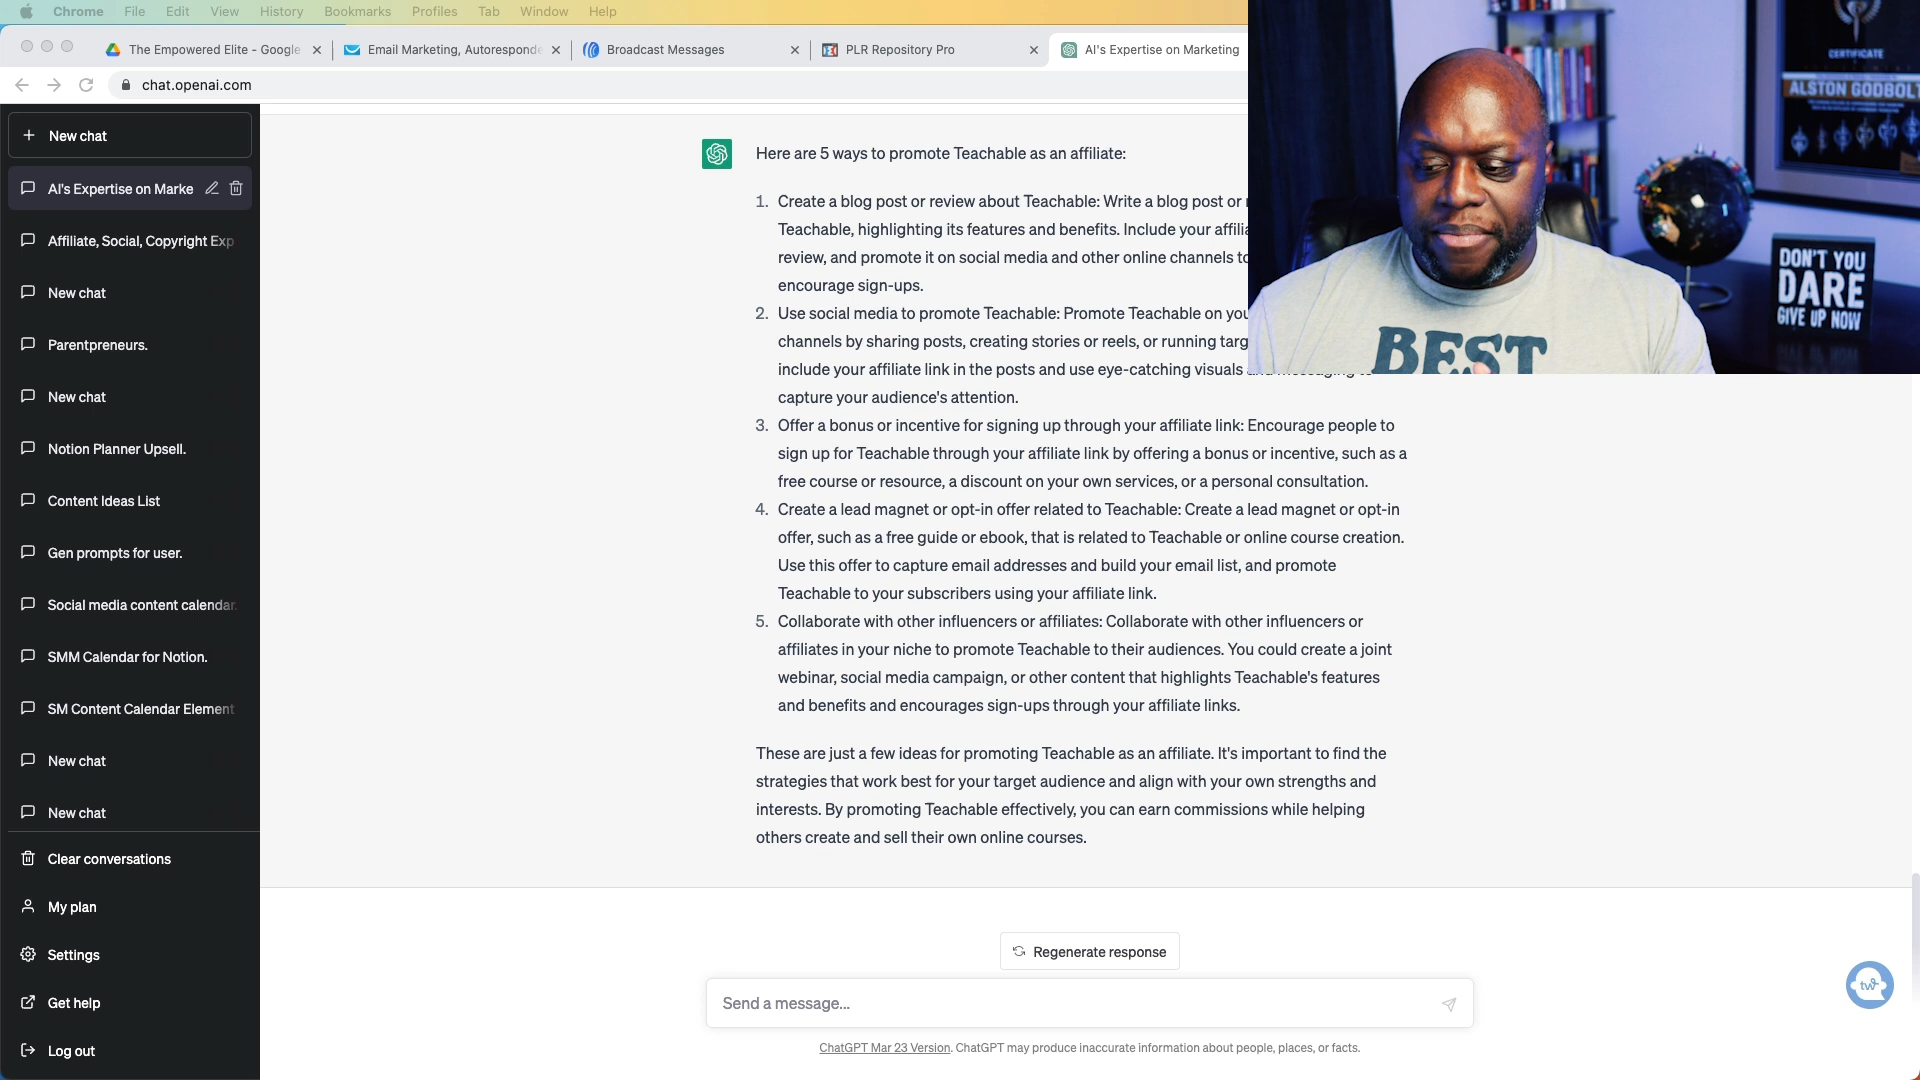 Chrome File Edit View History Bookmarks Profiles Tab Window Help
The Empowered Elite - Google
Email Marketing, Autoresponde
Broadcast Messages
PLR Repository Pro
AI's Expertise on Marketing
chat.openai.com
New chat
AI's Expertise on Marke
Affiliate, Social, Copyright Exp
New chat
Parentpreneurs.
New chat
Notion Planner Upsell.
Content Ideas List
Gen prompts for user.
Social media content calendar.
SMM Calendar for Notion.
SM Content Calendar Element
New chat
New chat
Clear conversations
My plan
Settings
Get help
Log out
Here are 5 ways to promote Teachable as an affiliate:
1. Create a blog post or review about Teachable: Write a blog post or
Teachable, highlighting its features and benefits. Include your affilia
review, and promote it on social media and other online channels to
encourage sign-ups.
2. Use social media to promote Teachable: Promote Teachable on you
channels by sharing posts, creating stories or reels, or running targ
include your affiliate link in the posts and use eye-catching visuals
capture your audience's attention.
3. Offer a bonus or incentive for signing up through your affiliate link: Encourage people to
sign up for Teachable through your affiliate link by offering a bonus or incentive, such as a
free course or resource, a discount on your own services, or a personal consultation.
4. Create a lead magnet or opt-in offer related to Teachable: Create a lead magnet or opt-in
offer, such as a free guide or ebook, that is related to Teachable or online course creation.
Use this offer to capture email addresses and build your email list, and promote
Teachable to your subscribers using your affiliate link.
5. Collaborate with other influencers or affiliates: Collaborate with other influencers or
affiliates in your niche to promote Teachable to their audiences. You could create a joint
webinar, social media campaign, or other content that highlights Teachable's features
and benefits and encourages sign-ups through your affiliate links.
These are just a few ideas for promoting Teachable as an affiliate. It's important to find the
strategies that work best for your target audience and align with your own strengths and
interests. By promoting Teachable effectively, you can earn commissions while helping
others create and sell their own online courses.
Regenerate response
Send a message...
ChatGPT Mar 23 Version. ChatGPT may produce inaccurate information about people, places, or facts.
CERTIFICATE
ALSTON GODBOLT
DON'T YOU
DARE
GIVE UP NOW
BEST
tw